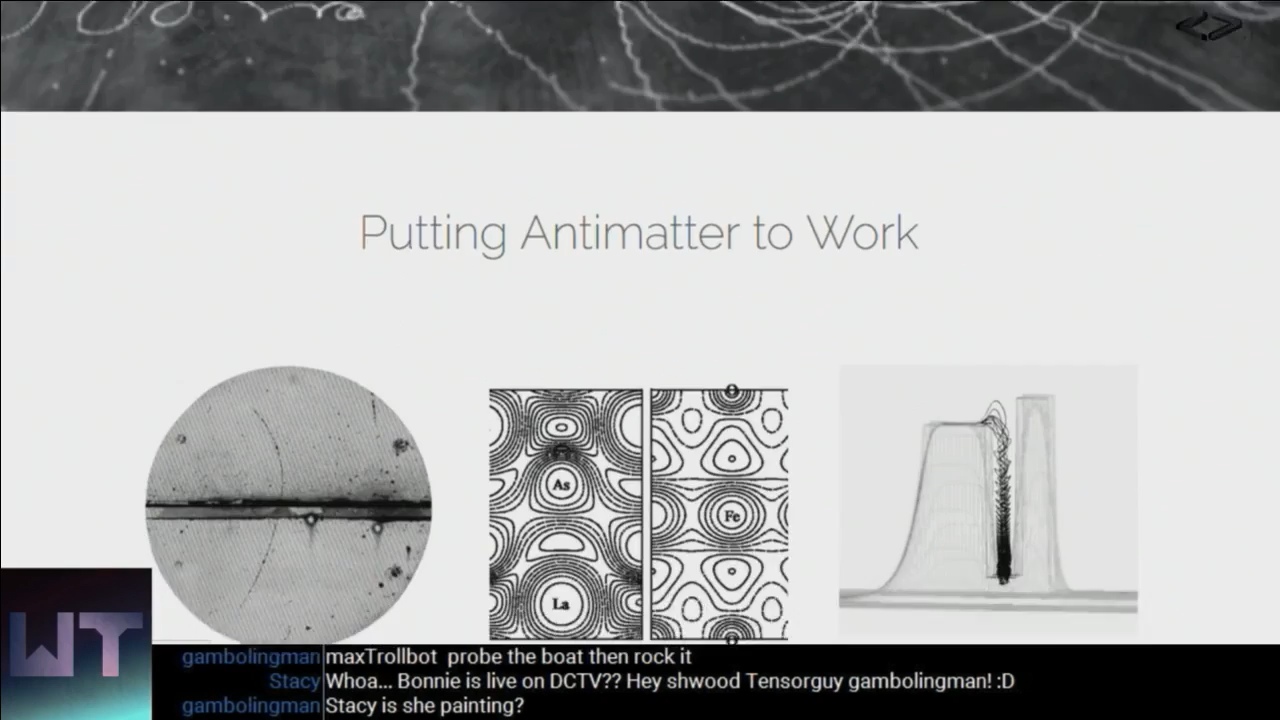 Putting Antimatter to Work
As
Fe
La
WT
gambolingman maxTrollbot probe the boat then rock it
Stacy Whoa... Bonnie is live on DCTV?? Hey shwood Tensorguy gambolingman! :D
gambolingman Stacy is she painting?